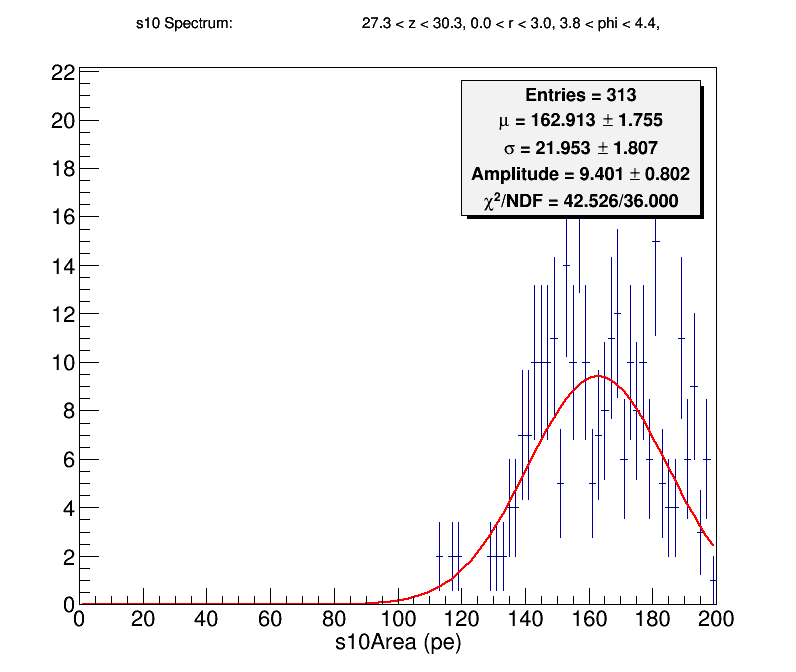 s10 Spectrum: 27.3 < z < 30.3, 0.0 < r < 3.0, 3.8 < phi < 4.4,
Entries = 313
μ = 162.913 ± 1.755
σ = 21.953 ± 1.807
Amplitude = 9.401 ± 0.802
χ²/NDF = 42.526/36.000
22
20
18
16
14
12
10
8
6
4
2
0
0 20 40 60 80 100 120 140 160 180 200
s10Area (pe)